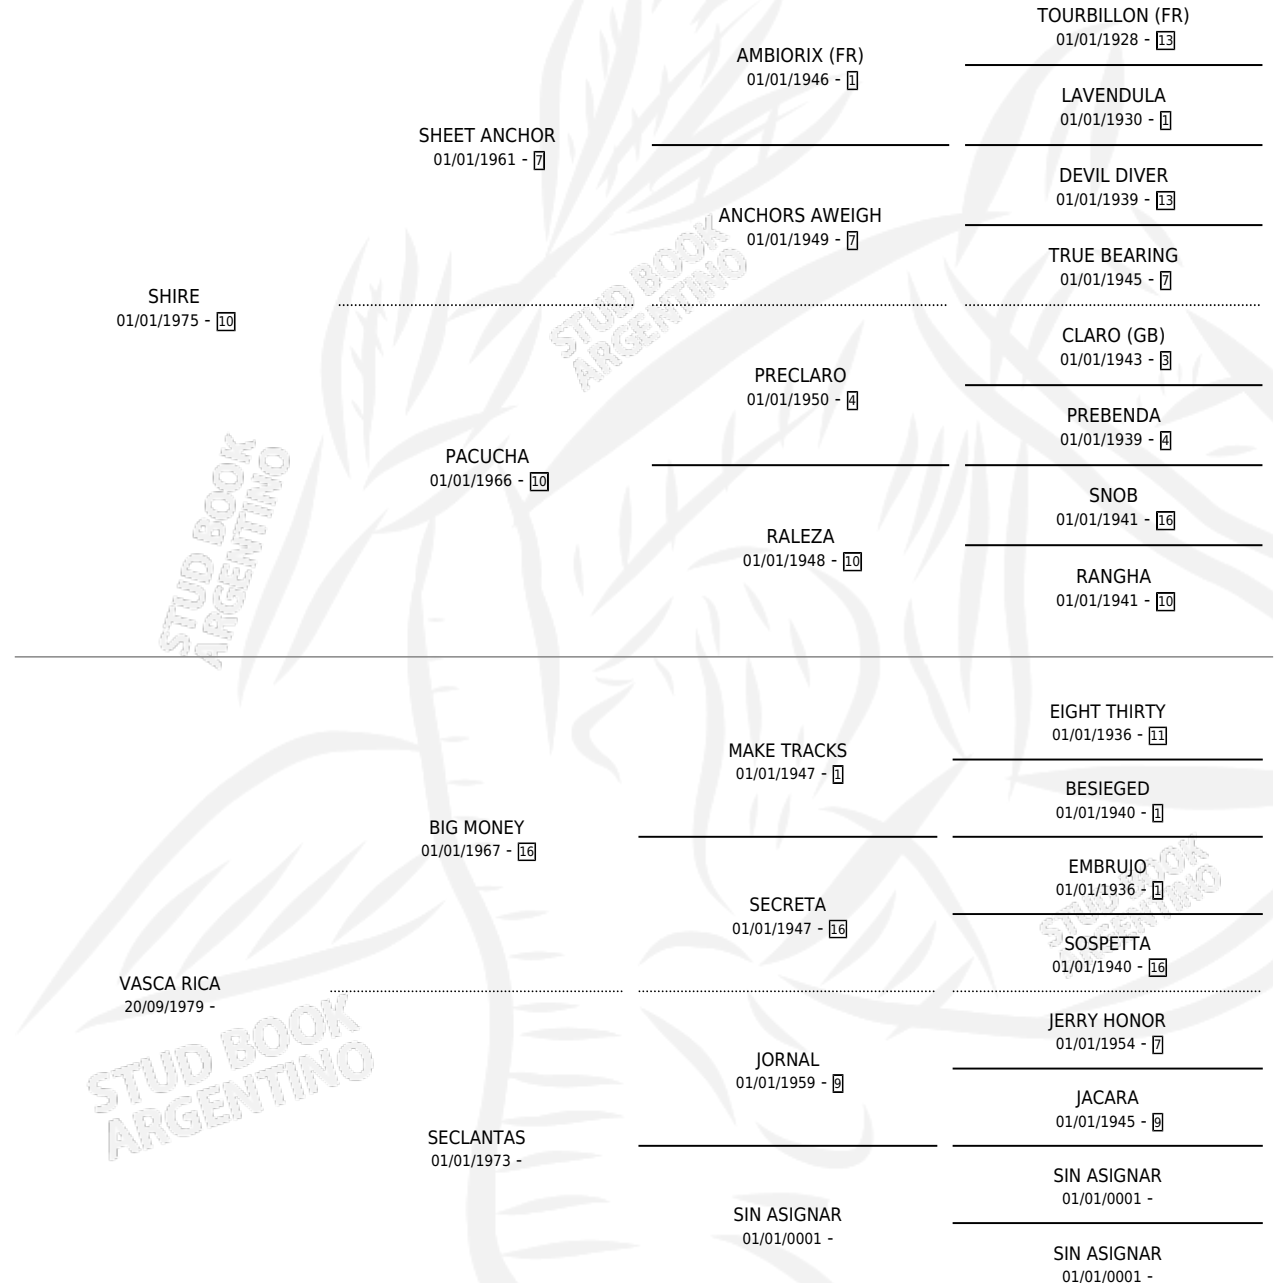 TOURBILLON (FR)
01/01/1928 - 13
AMBIORIX (FR)
01/01/1946 - 1
LAVENDULA
01/01/1930 - 1
SHEET ANCHOR
01/01/1961 - 7
DEVIL DIVER
01/01/1939 - 13
ANCHORS AWEIGH
01/01/1949 - 7
TRUE BEARING
01/01/1945 - 7
STUD BOOK
ARGENTINO
SHIRE
01/01/1975 - 10
CLARO (GB)
01/01/1943 - 3
PRECLARO
01/01/1950 - 4
PREBENDA
01/01/1939 - 4
PACUCHA
01/01/1966 - 10
SNOB
01/01/1941 - 16
RALEZA
01/01/1948 - 10
RANGHA
01/01/1941 - 10
STUD BOOK
ARGENTINO
EIGHT THIRTY
01/01/1936 - 11
MAKE TRACKS
01/01/1947 - 1
BESIEGED
01/01/1940 - 1
BIG MONEY
01/01/1967 - 16
EMBRUJO
01/01/1936 - 1
SECRETA
01/01/1947 - 16
SOSPETTA
01/01/1940 - 16
STUD BOOK
ARGENTINO
VASCA RICA
20/09/1979 -
JERRY HONOR
01/01/1954 - 7
JORNAL
01/01/1959 - 9
JACARA
01/01/1945 - 9
STUD BOOK
ARGENTINO
SECLANTAS
01/01/1973 -
SIN ASIGNAR
01/01/0001 -
SIN ASIGNAR
01/01/0001 -
SIN ASIGNAR
01/01/0001 -